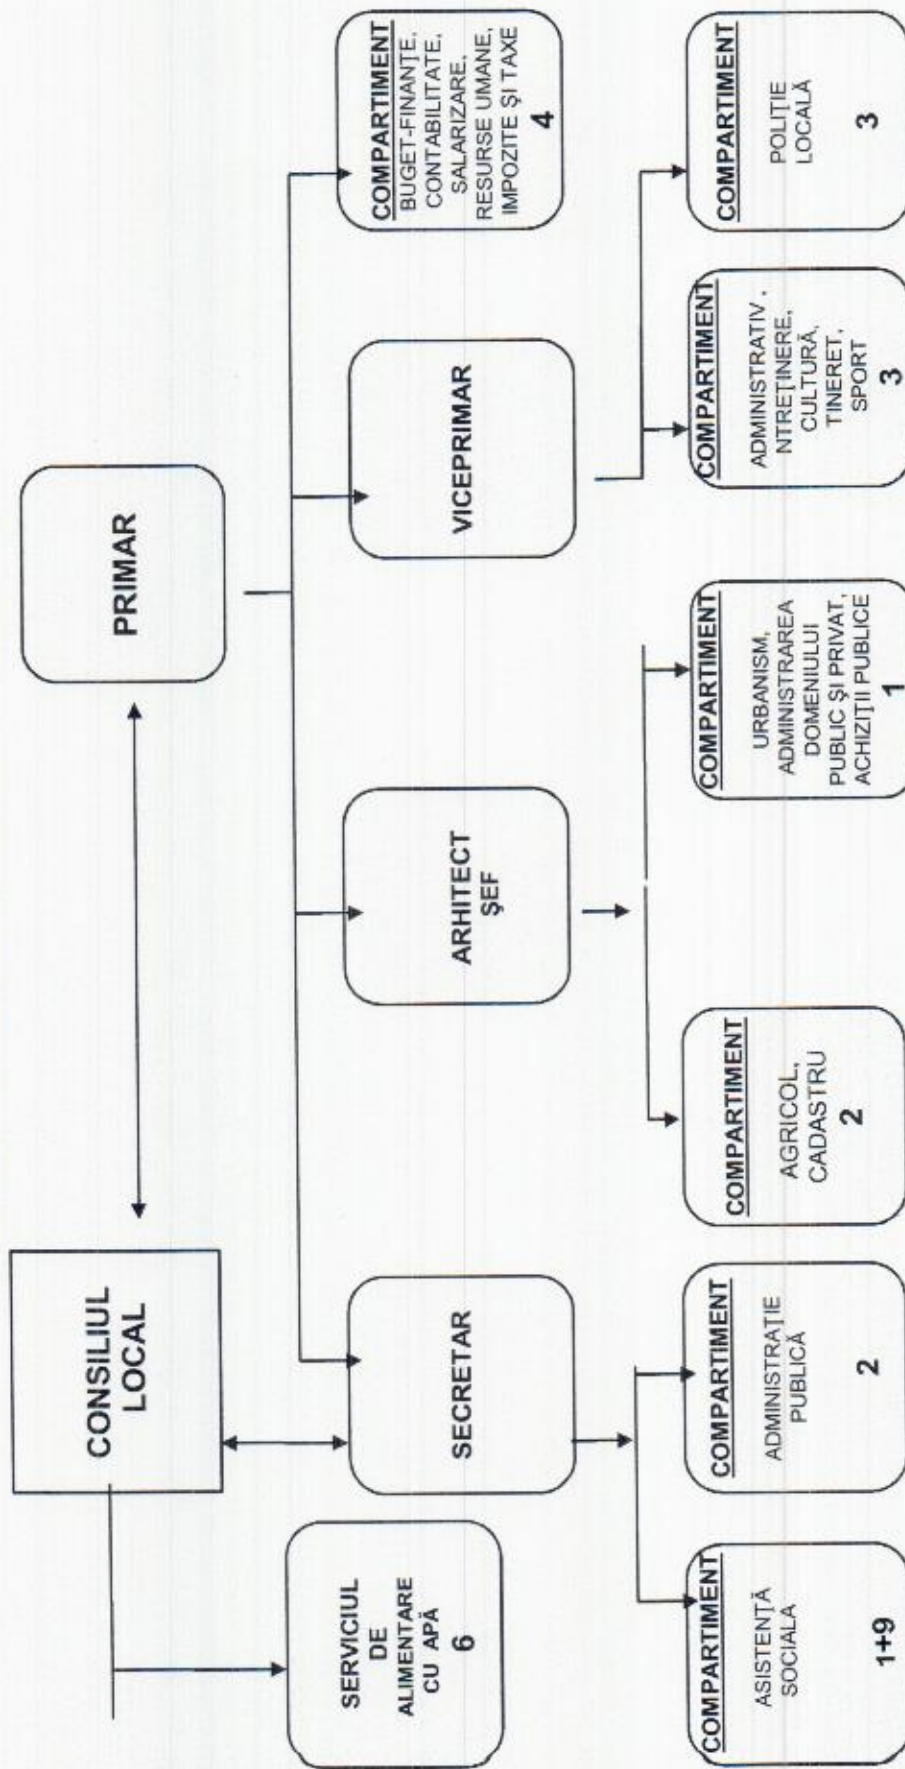 CONSILIUL
LOCAL
PRIMAR
SERVICIUL
DE
ALIMENTARE
CU APĂ
6
SECRETAR
ARHITECT
ŞEF
VICEPRIMAR
COMPARTIMENT
BUGET-FINANŢE,
CONTABILITATE,
SALARIZARE,
RESURSE UMANE,
IMPOZITE ŞI TAXE
4
COMPARTIMENT
ASISTENŢĂ
SOCIALA
1+9
COMPARTIMENT
ADMINISTRAŢIE
PUBLICĂ
2
COMPARTIMENT
AGRICOL,
CADASTRU
2
COMPARTIMENT
URBANISM,
ADMINISTRAREA
DOMENIULUI
PUBLIC ŞI PRIVAT,
ACHIZIŢII PUBLICE
1
COMPARTIMENT
ADMINISTRATIV,
NTREŢINERE,
CULTURĂ,
TINERET,
SPORT
3
COMPARTIMENT
POLIŢIE
LOCALĂ
3